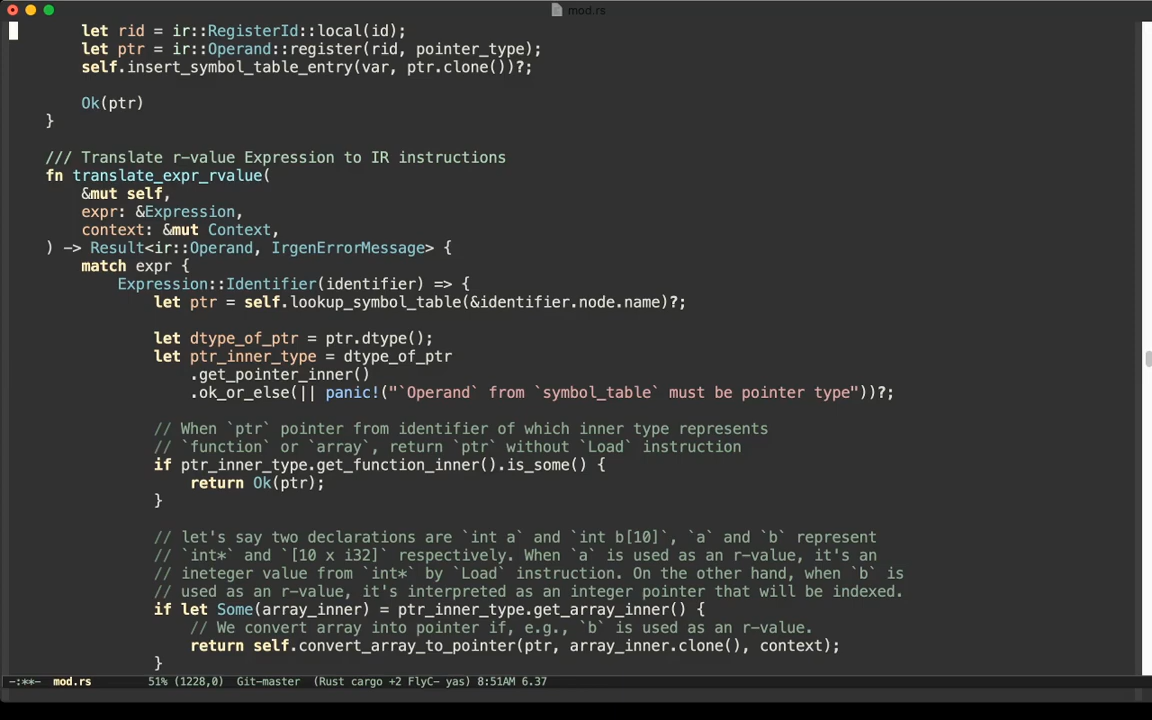 mod.rs
        let rid = ir::RegisterId::local(id);
        let ptr = ir::Operand::register(rid, pointer_type);
        self.insert_symbol_table_entry(var, ptr.clone())?;

        Ok(ptr)
    }

    /// Translate r-value Expression to IR instructions
    fn translate_expr_rvalue(
        &mut self,
        expr: &Expression,
        context: &mut Context,
    ) -> Result<ir::Operand, IrgenErrorMessage> {
        match expr {
            Expression::Identifier(identifier) => {
                let ptr = self.lookup_symbol_table(&identifier.node.name)?;

                let dtype_of_ptr = ptr.dtype();
                let ptr_inner_type = dtype_of_ptr
                    .get_pointer_inner()
                    .ok_or_else(|| panic!("`Operand` from `symbol_table` must be pointer type"))?;

                // When `ptr` pointer from identifier of which inner type represents
                // `function` or `array`, return `ptr` without `Load` instruction
                if ptr_inner_type.get_function_inner().is_some() {
                    return Ok(ptr);
                }

                // let's say two declarations are `int a` and `int b[10]`, `a` and `b` represent
                // `int*` and `[10 x i32]` respectively. When `a` is used as an r-value, it's an
                // ineteger value from `int*` by `Load` instruction. On the other hand, when `b` is
                // used as an r-value, it's interpreted as an integer pointer that will be indexed.
                if let Some(array_inner) = ptr_inner_type.get_array_inner() {
                    // We convert array into pointer if, e.g., `b` is used as an r-value.
                    return self.convert_array_to_pointer(ptr, array_inner.clone(), context);
                }
-:**-  mod.rs      51% (1228,0)   Git-master  (Rust cargo +2 FlyC- yas) 8:51AM 6.37